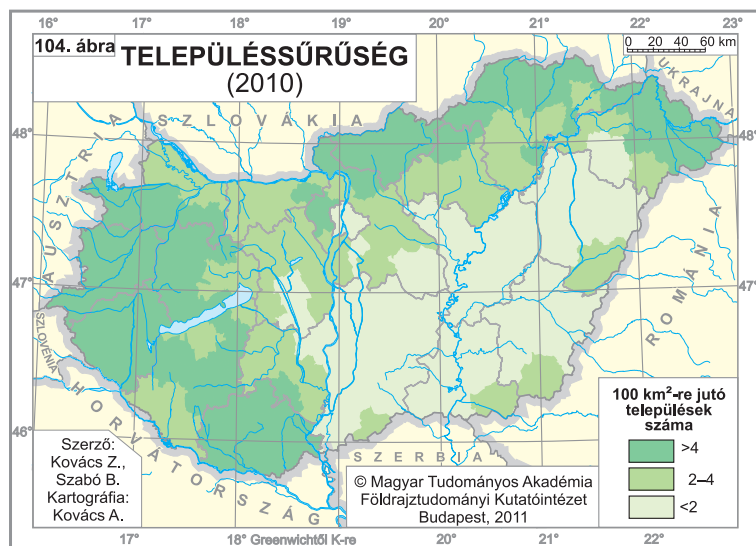 16° 17° 18° 19° 20° 21° 22° 23°
104. ábra
TELEPÜLÉSSŰRŰSÉG
(2010)
0 20 40 60 km
UKRAJNA
SZLOVÁKIA
AUSZTRIA
48° 48°
47° 47°
ROMÁNIA
SZLOVÉNIA
HORVÁTORSZÁG
46°
SZERBIA
Szerző:
Kovács Z.,
Szabó B.
Kartográfia:
Kovács A.
© Magyar Tudományos Akadémia
Földrajztudományi Kutatóintézet
Budapest, 2011
100 km²-re jutó
települések
száma
>4
2–4
<2
17° 18° Greenwichtől K-re 19° 20° 21° 22°